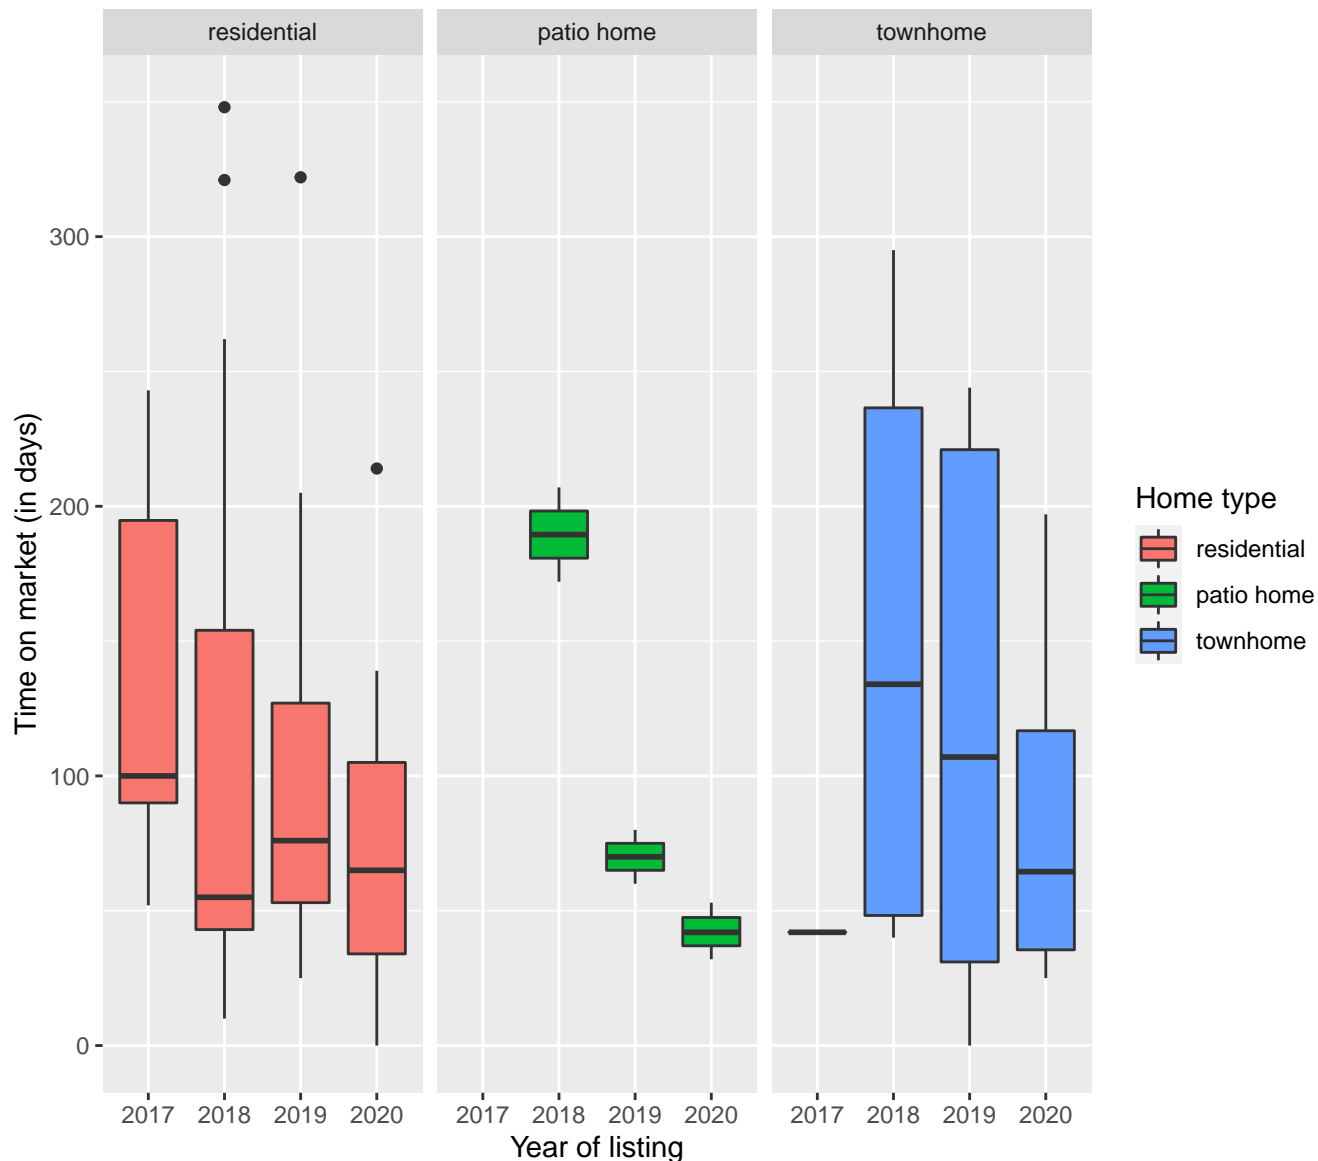 residential
patio home
townhome
Time on market (in days)
300
200
100
0
2017 2018 2019 2020
2017 2018 2019 2020
2017 2018 2019 2020
Year of listing
Home type
residential
patio home
townhome